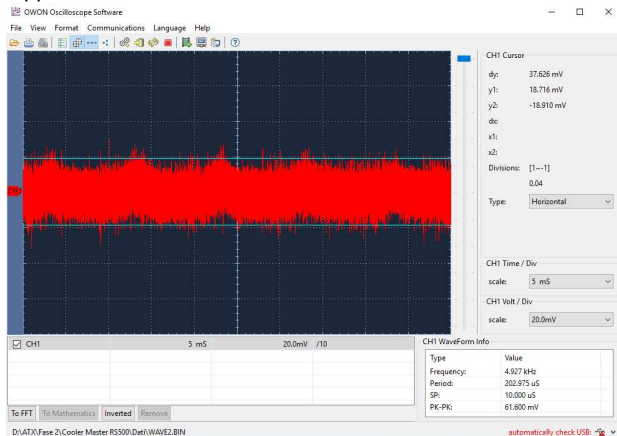 OWON Oscilloscope Software
File View Format Communications Language Help
CH1 Cursor
dy: 37.626 mV
y1: 18.716 mV
y2: -18.910 mV
dx:
x1:
x2:
Divisions: [1~-1]
0.04
Type: Horizontal
CH1
CH1 Time / Div
scale: 5 mS
CH1 Volt / Div
scale: 20.0mV
CH1 5 mS 20.0mV /10
CH1 WaveForm Info
Type Value
Frequency: 4.927 kHz
Period: 202.975 uS
SP: 10.000 uS
PK-PK: 61.600 mV
To FFT To Mathematics Inverted Remove
D:\ATX\Fase 2\Cooler Master RS500\Dati\WAVE2.BIN automatically check USB: